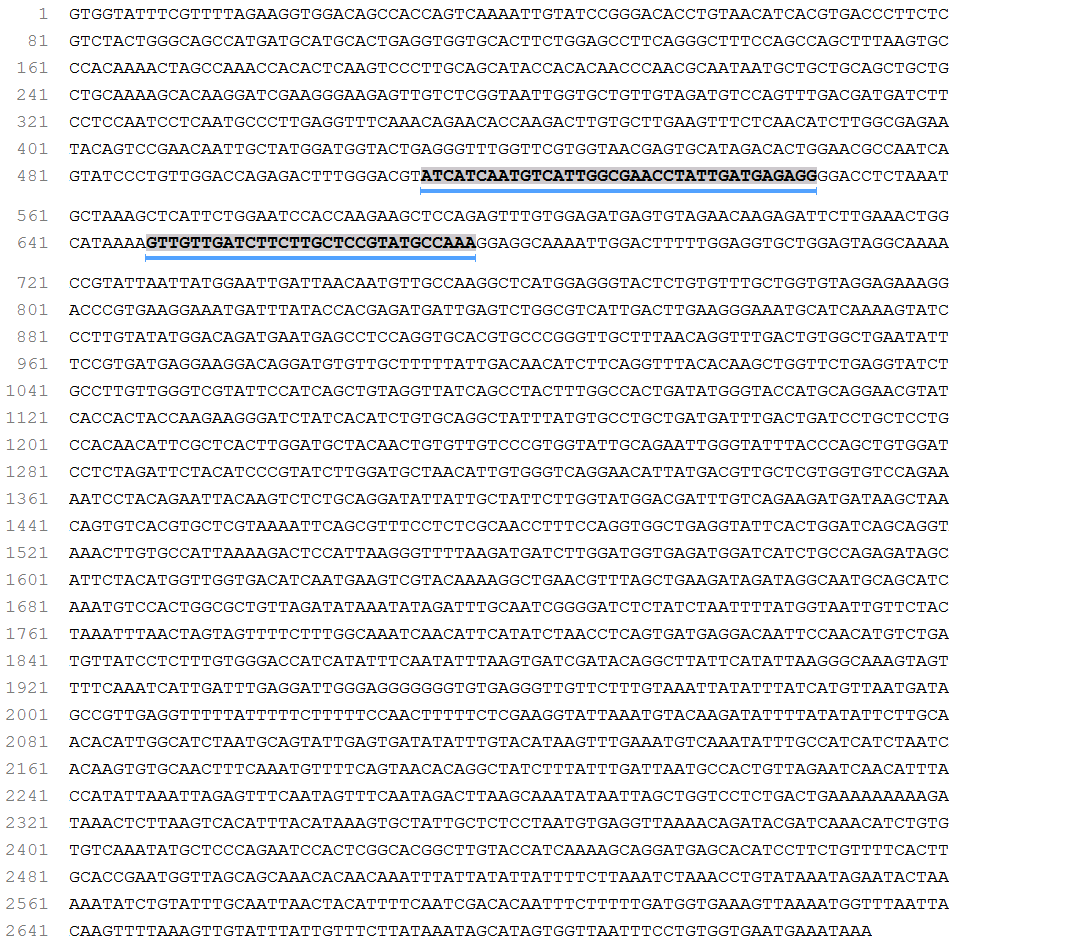 1 GTGGTATTTCGTTTTAGAAGGTGGACAGCCACCAGTCAAAATTGTATCCGGGACACCTGTAACATCACGTGACCCTTCTC
81 GTCTACTGGGCAGCCATGATGCATGCACTGAGGTGGTGCACTTCTGGAGCCTTCAGGGCTTTCCAGCCAGCTTTAAGTGC
161 CCACAAAACTAGCCAAACCACACTCAAGTCCCTTGCAGCATACCACACAACCCAACGCAATAATGCTGCTGCAGCTGCTG
241 CTGCAAAAGCACAAGGATCGAAGGGAAGAGTTGTCTCGGTAATTGGTGCTGTTGTAGATGTCCAGTTTGACGATGATCTT
321 CCTCCAATCCTCAATGCCCTTGAGGTTTCAAACAGAACACCAAGACTTGTGCTTGAAGTTTCTCAACATCTTGGCGAGAA
401 TACAGTCCGAACAATTGCTATGGATGGTACTGAGGGTTTGGTTCGTGGTAACGAGTGCATAGACACTGGAACGCCAATCA
481 GTATCCCTGTTGGACCAGAGACTTTGGGACGTATCATCAATGTCATTGGCGAACCTATTGATGAGAGGGGACCTCTAAAT
561 GCTAAAGCTCATTCTGGAATCCACCAAGAAGCTCCAGAGTTTGTGGAGATGAGTGTAGAACAAGAGATTCTTGAAACTGG
641 CATAAAAGTTGTTGATCTTCTTGCTCCGTATGCCAAAGGAGGCAAAATTGGACTTTTTGGAGGTGCTGGAGTAGGCAAAA
721 CCGTATTAATTATGGAATTGATTAACAATGTTGCCAAGGCTCATGGAGGGTACTCTGTGTTTGCTGGTGTAGGAGAAAGG
801 ACCCGTGAAGGAAATGATTTATACCACGAGATGATTGAGTCTGGCGTCATTGACTTGAAGGGAAATGCATCAAAAGTATC
881 CCTTGTATATGGACAGATGAATGAGCCTCCAGGTGCACGTGCCCGGGTTGCTTTAACAGGTTTGACTGTGGCTGAATATT
961 TCCGTGATGAGGAAGGACAGGATGTGTTGCTTTTTATTGACAACATCTTCAGGTTTACACAAGCTGGTTCTGAGGTATCT
1041 GCCTTGTTGGGTCGTATTCCATCAGCTGTAGGTTATCAGCCTACTTTGGCCACTGATATGGGTACCATGCAGGAACGTAT
1121 CACCACTACCAAGAAGGGATCTATCACATCTGTGCAGGCTATTTATGTGCCTGCTGATGATTTGACTGATCCTGCTCCTG
1201 CCACAACATTCGCTCACTTGGATGCTACAACTGTGTTGTCCCGTGGTATTGCAGAATTGGGTATTTACCCAGCTGTGGAT
1281 CCTCTAGATTCTACATCCCGTATCTTGGATGCTAACATTGTGGGTCAGGAACATTATGACGTTGCTCGTGGTGTCCAGAA
1361 AATCCTACAGAATTACAAGTCTCTGCAGGATATTATTGCTATTCTTGGTATGGACGATTTGTCAGAAGATGATAAGCTAA
1441 CAGTGTCACGTGCTCGTAAAATTCAGCGTTTCCTCTCGCAACCTTTCCAGGTGGCTGAGGTATTCACTGGATCAGCAGGT
1521 AAACTTGTGCCATTAAAAGACTCCATTAAGGGTTTTAAGATGATCTTGGATGGTGAGATGGATCATCTGCCAGAGATAGC
1601 ATTCTACATGGTTGGTGACATCAATGAAGTCGTACAAAAGGCTGAACGTTTAGCTGAAGATAGATAGGCAATGCAGCATC
1681 AAATGTCCACTGGCGCTGTTAGATATAAATATAGATTTGCAATCGGGGATCTCTATCTAATTTTATGGTAATTGTTCTAC
1761 TAAATTTAACTAGTAGTTTTCTTTGGCAAATCAACATTCATATCTAACCTCAGTGATGAGGACAATTCCAACATGTCTGA
1841 TGTTATCCTCTTTGTGGGACCATCATATTTCAATATTTAAGTGATCGATACAGGCTTATTCATATTAAGGGCAAAGTAGT
1921 TTTCAAATCATTGATTTGAGGATTGGGAGGGGGGGTGTGAGGGTTGTTCTTTGTAAATTATATTTATCATGTTAATGATA
2001 GCCGTTGAGGTTTTTATTTTTCTTTTTCCAACTTTTTCTCGAAGGTATTAAATGTACAAGATATTTTATATATTCTTGCA
2081 ACACATTGGCATCTAATGCAGTATTGAGTGATATATTTGTACATAAGTTTGAAATGTCAAATATTTGCCATCATCTAATC
2161 ACAAGTGTGCAACTTTCAAATGTTTTCAGTAACACAGGCTATCTTTATTTGATTAATGCCACTGTTAGAATCAACATTTA
2241 CCATATTAAATTAGAGTTTCAATAGTTTCAATAGACTTAAGCAAATATAATTAGCTGGTCCTCTGACTGAAAAAAAAAGA
2321 TAAACTCTTAAGTCACATTTACATAAAGTGCTATTGCTCTCCTAATGTGAGGTTAAAACAGATACGATCAAACATCTGTG
2401 TGTCAAATATGCTCCCAGAATCCACTCGGCACGGCTTGTACCATCAAAAGCAGGATGAGCACATCCTTCTGTTTTCACTT
2481 GCACCGAATGGTTAGCAGCAAACACAACAAATTTATTATATTATTTTCTTAAATCTAAACCTGTATAAATAGAATACTAA
2561 AAATATCTGTATTTGCAATTAACTACATTTTCAATCGACACAATTTCTTTTTGATGGTGAAAGTTAAAATGGTTTAATTA
2641 CAAGTTTTAAAGTTGTATTTATTGTTTCTTATAAATAGCATAGTGGTTAATTTCCTGTGGTGAATGAAATAAA